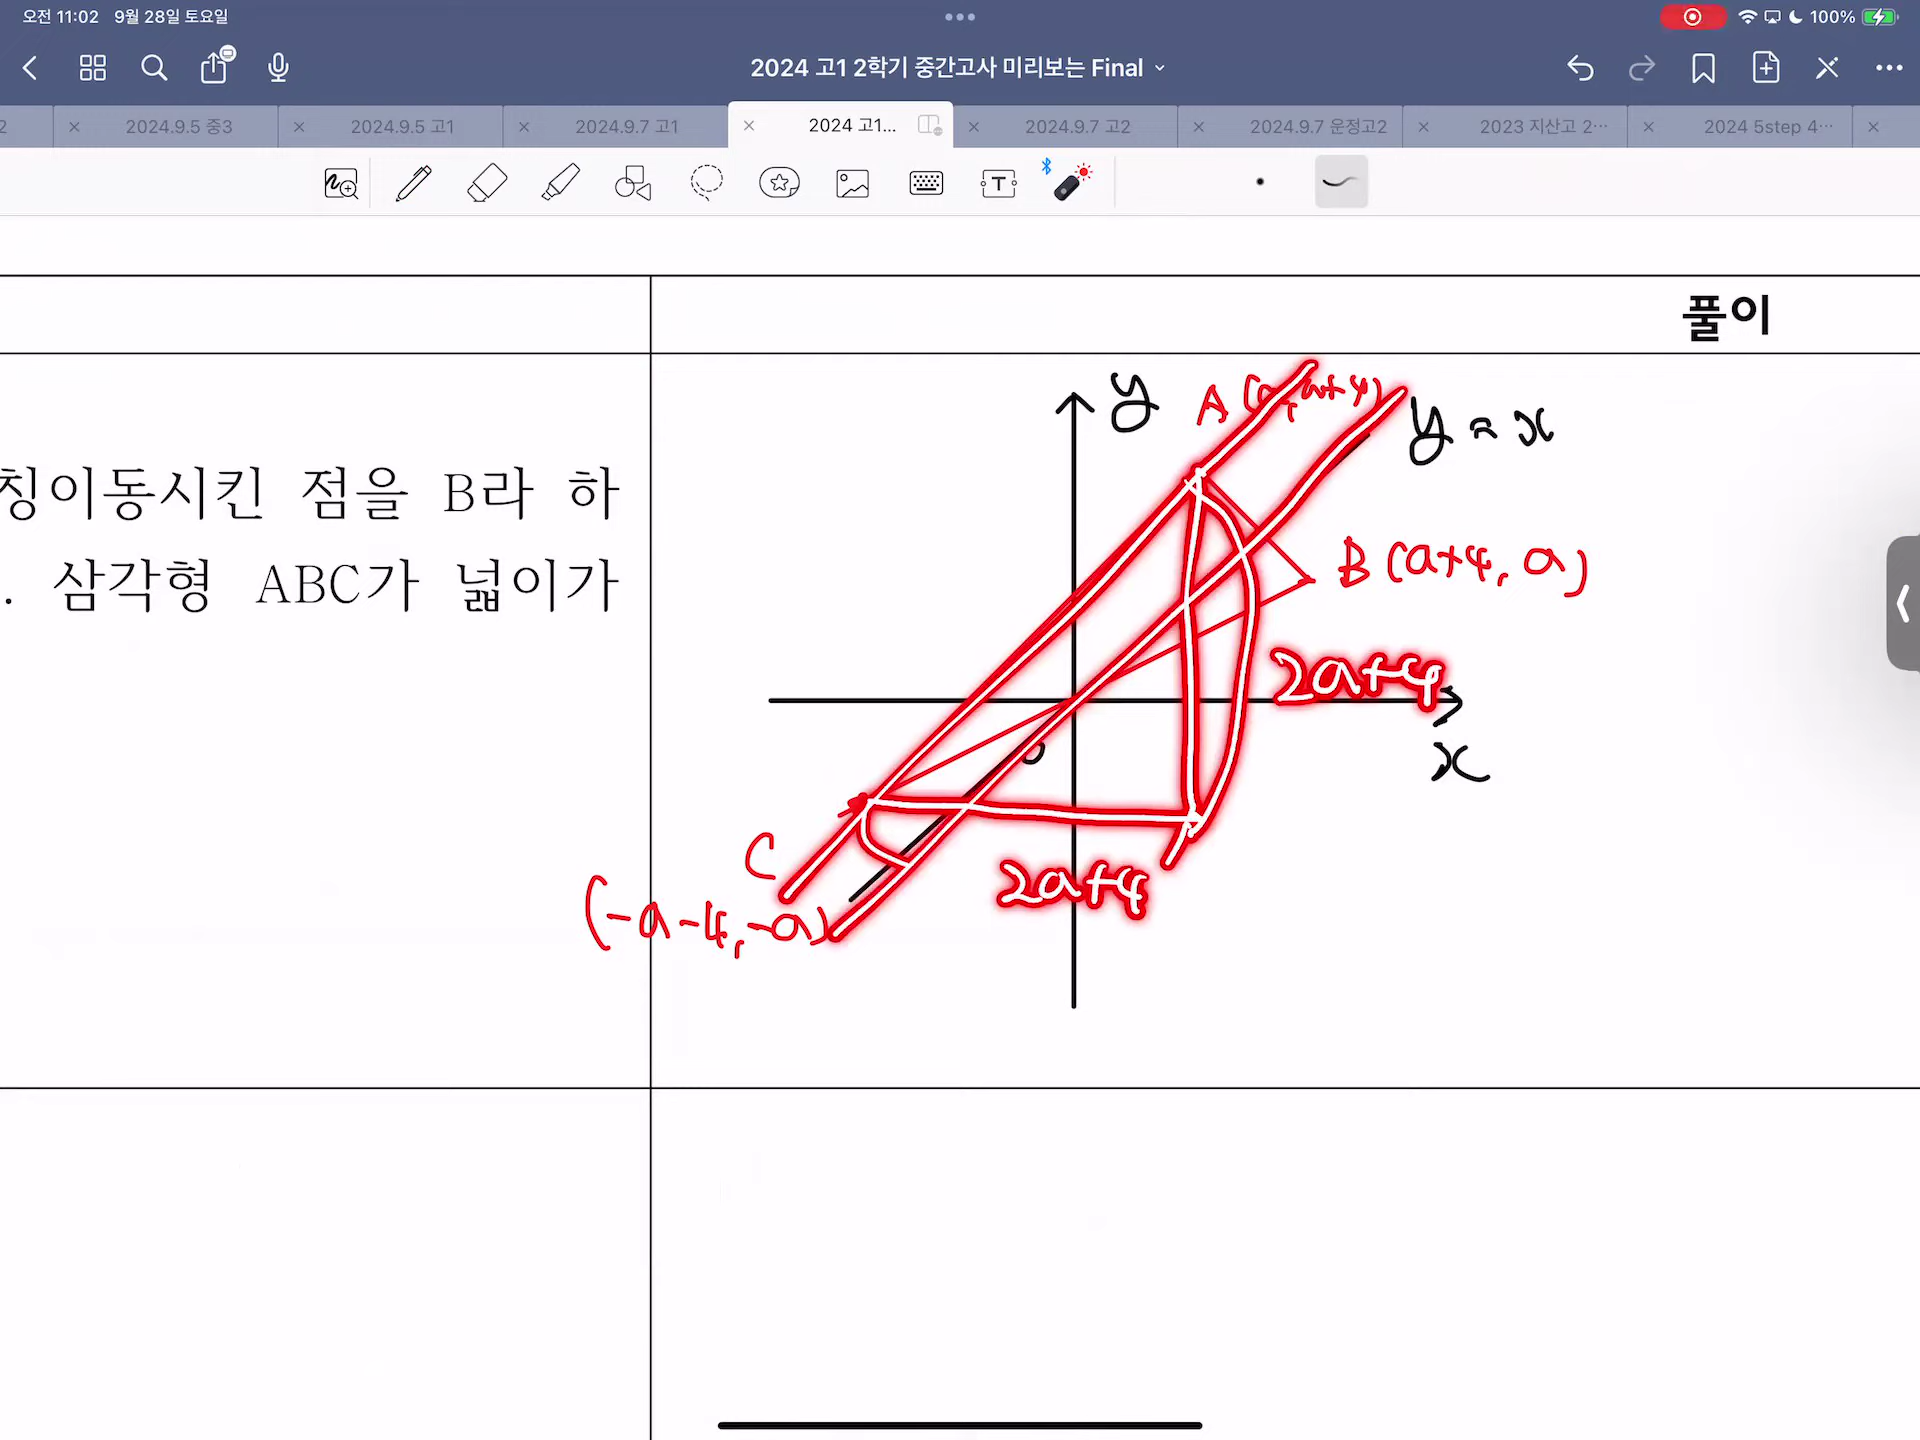 오전 11:02 9월 28일 토요일
100%
2024 고1 2학기 중간고사 미리보는 Final
2
2024.9.5 중3
2024.9.5 고1
2024.9.7 고1
2024 고1...
2024.9.7 고2
2024.9.7 운정고2
2023 지산고 2...
2024 5step 4...
풀이
칭이동시킨 점을 B라 하
. 삼각형 ABC가 넓이가
y
A (a, a+4)
y = x
B (a+4, a)
2a+4
O
x
C
(-a-4, -a)
2a+4